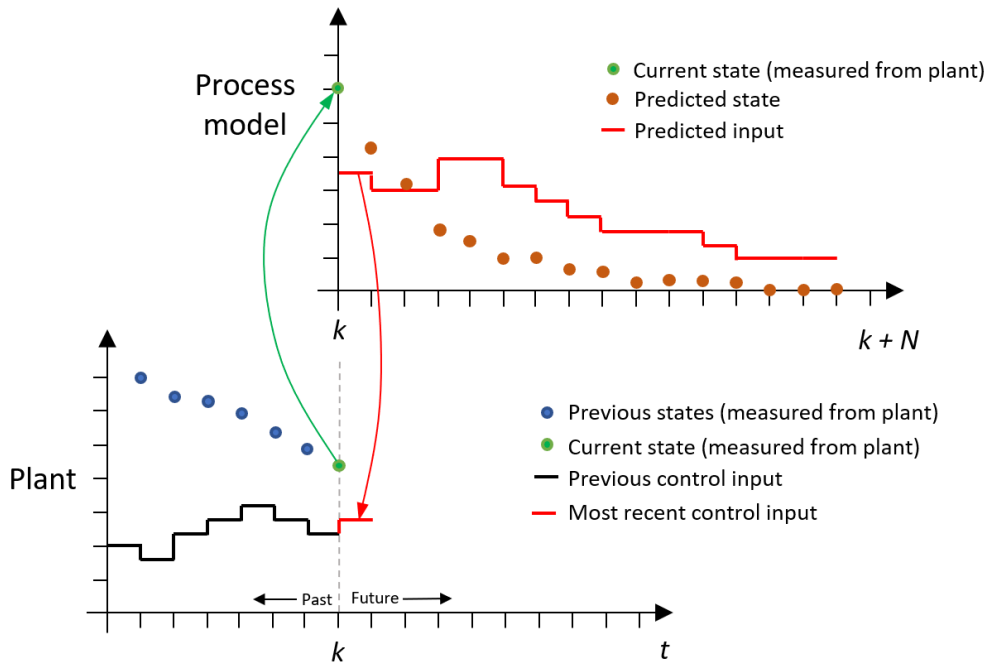 Process
model
Current state (measured from plant)
Predicted state
Predicted input
k
k + N
Plant
Previous states (measured from plant)
Current state (measured from plant)
Previous control input
Most recent control input
Past
Future
k
t